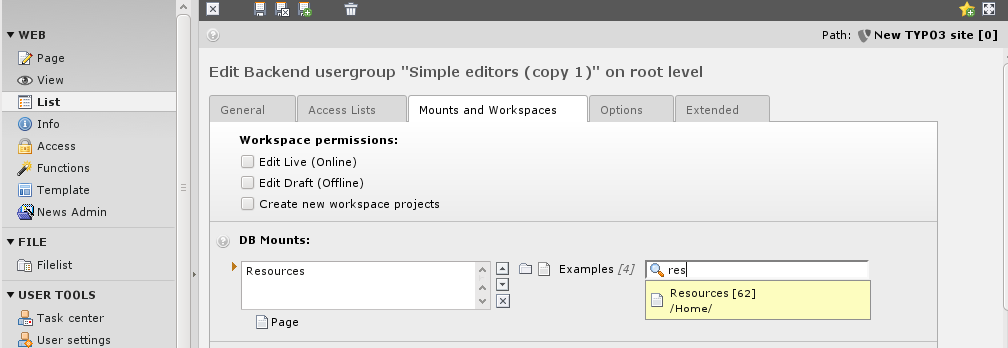 WEB
Page
View
List
Info
Access
Functions
Template
News Admin
FILE
Filelist
USER TOOLS
Task center
User settings
Path: New TYPO3 site [0]
Edit Backend usergroup "Simple editors (copy 1)" on root level
General Access Lists Mounts and Workspaces Options Extended
Workspace permissions:
Edit Live (Online)
Edit Draft (Offline)
Create new workspace projects
DB Mounts:
Resources
Examples [4]
res
Resources [62]
/Home/
Page